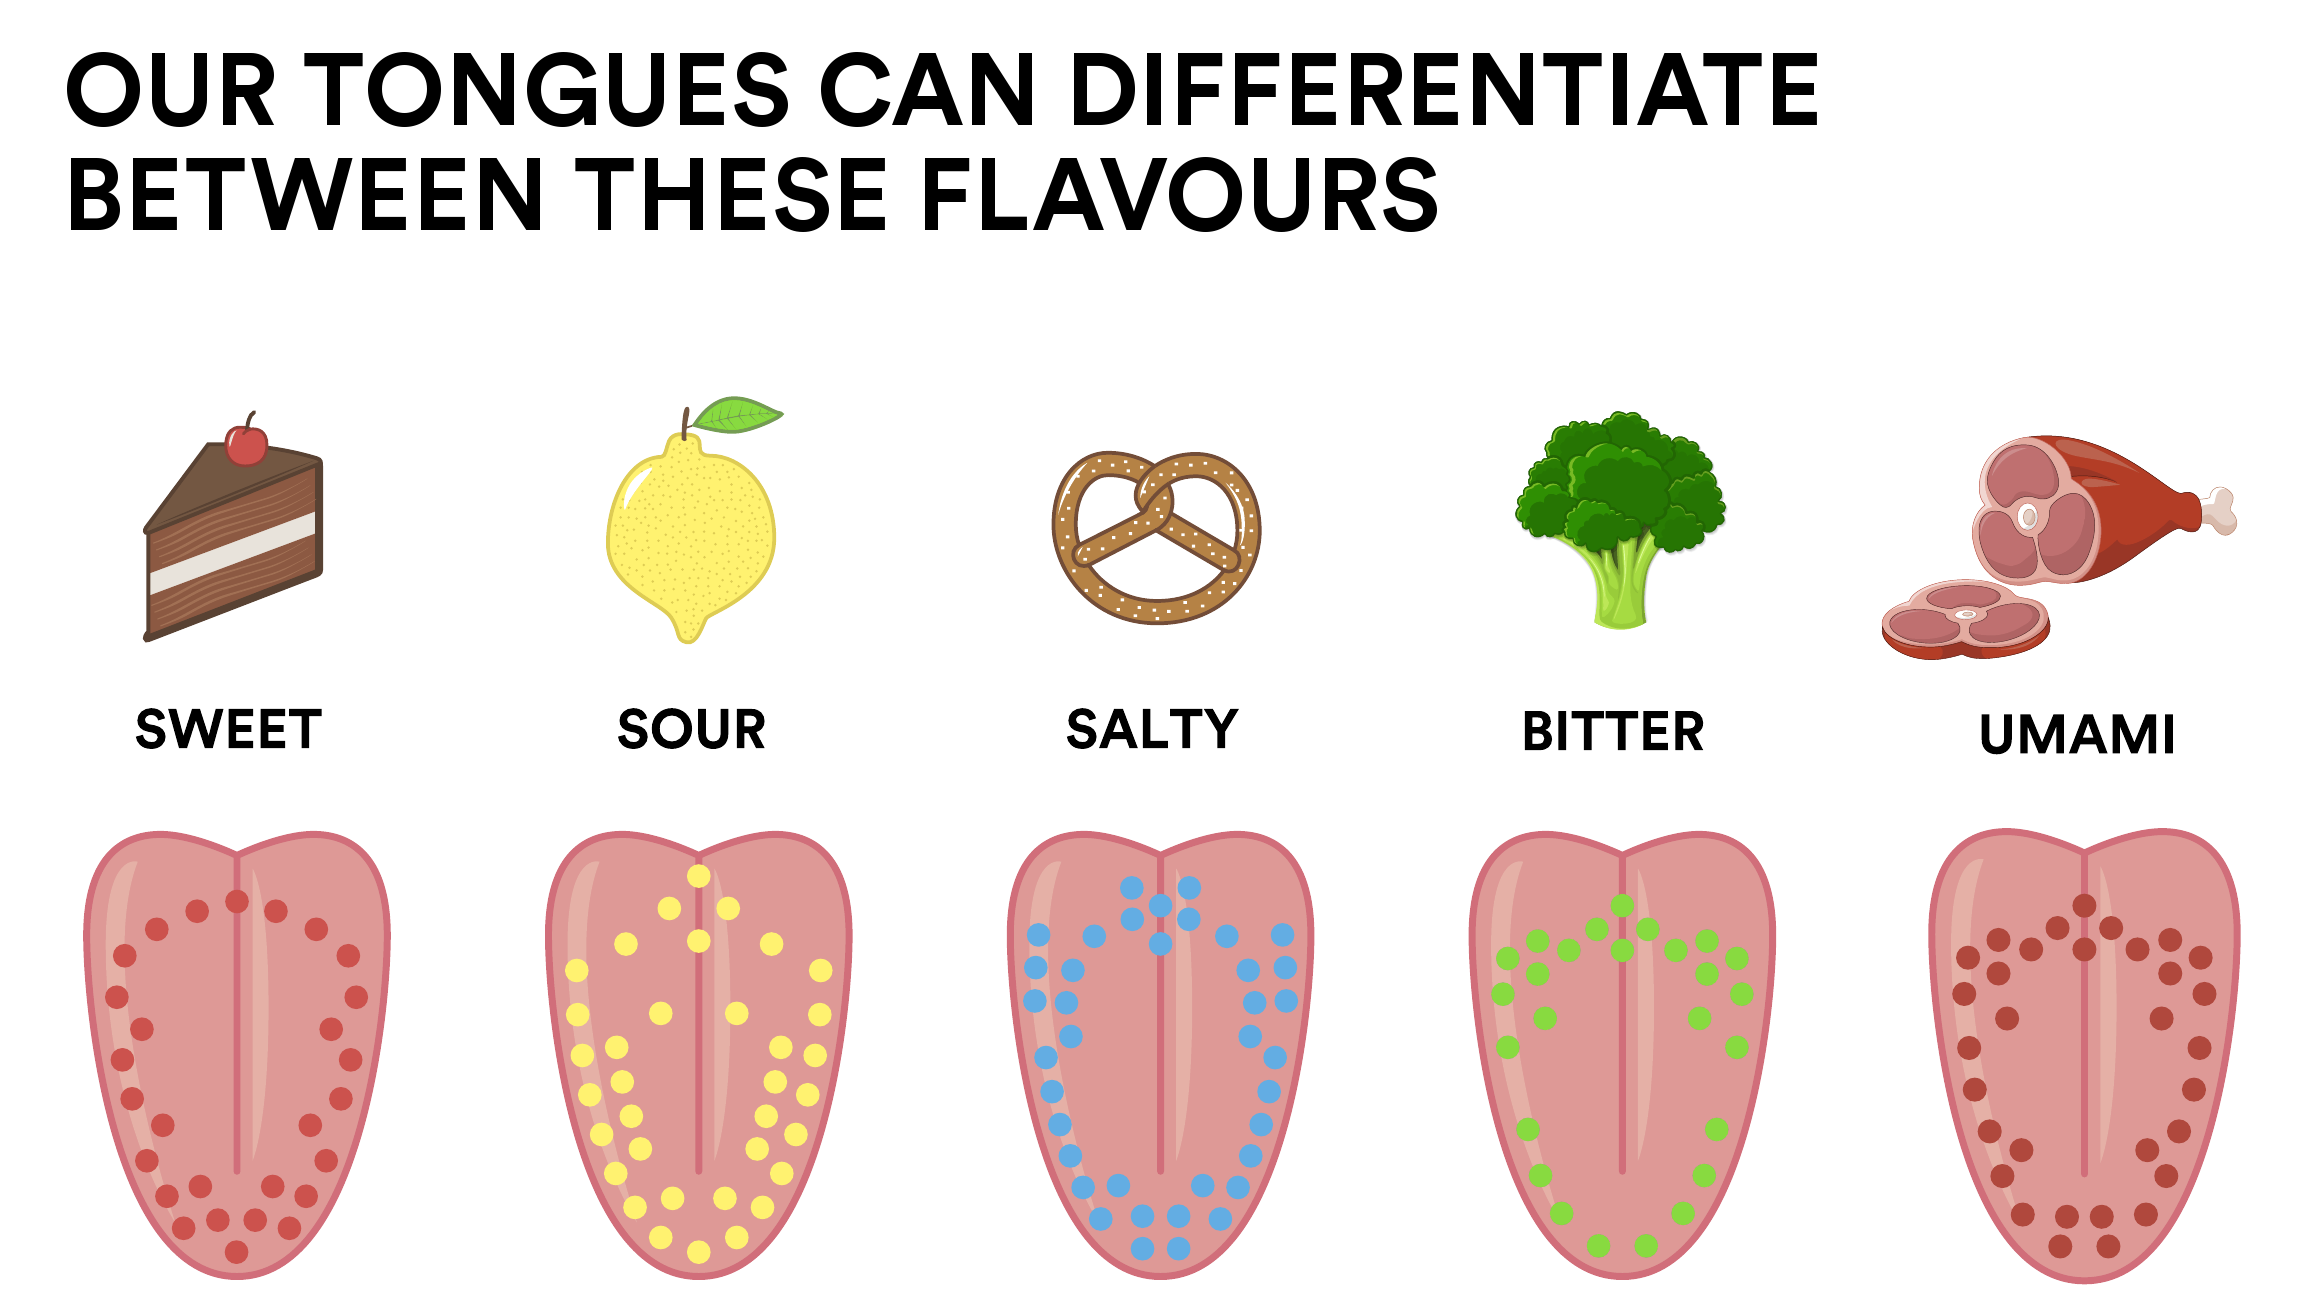 OUR TONGUES CAN DIFFERENTIATE
BETWEEN THESE FLAVOURS
SWEET
SOUR
SALTY
BITTER
UMAMI